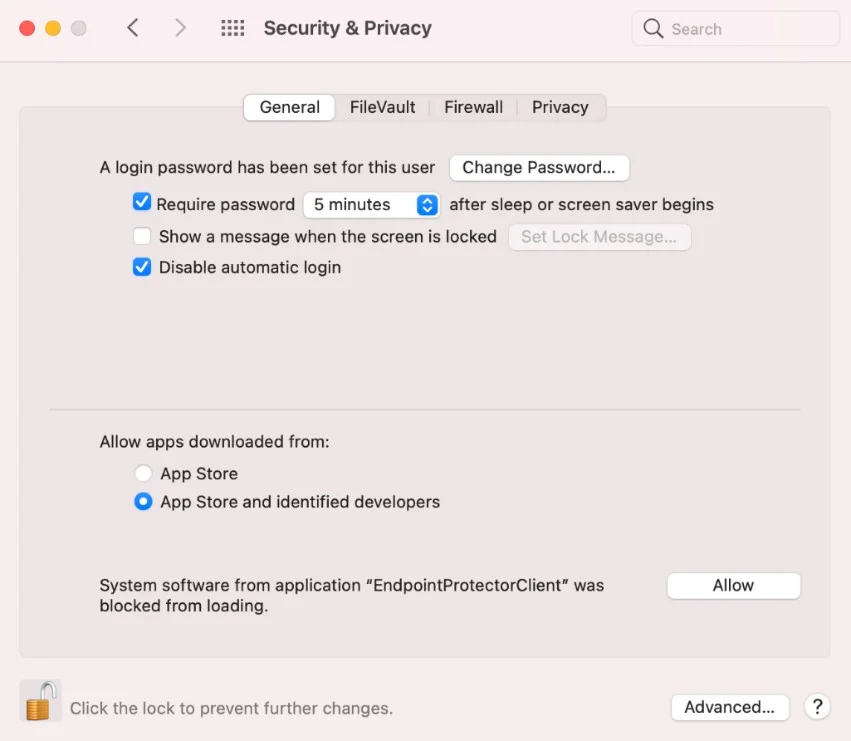 Security & Privacy
Search
General FileVault Firewall Privacy
A login password has been set for this user Change Password...
Require password 5 minutes after sleep or screen saver begins
Show a message when the screen is locked Set Lock Message...
Disable automatic login
Allow apps downloaded from:
App Store
App Store and identified developers
System software from application “EndpointProtectorClient” was
blocked from loading.
Allow
Click the lock to prevent further changes.
Advanced... ?